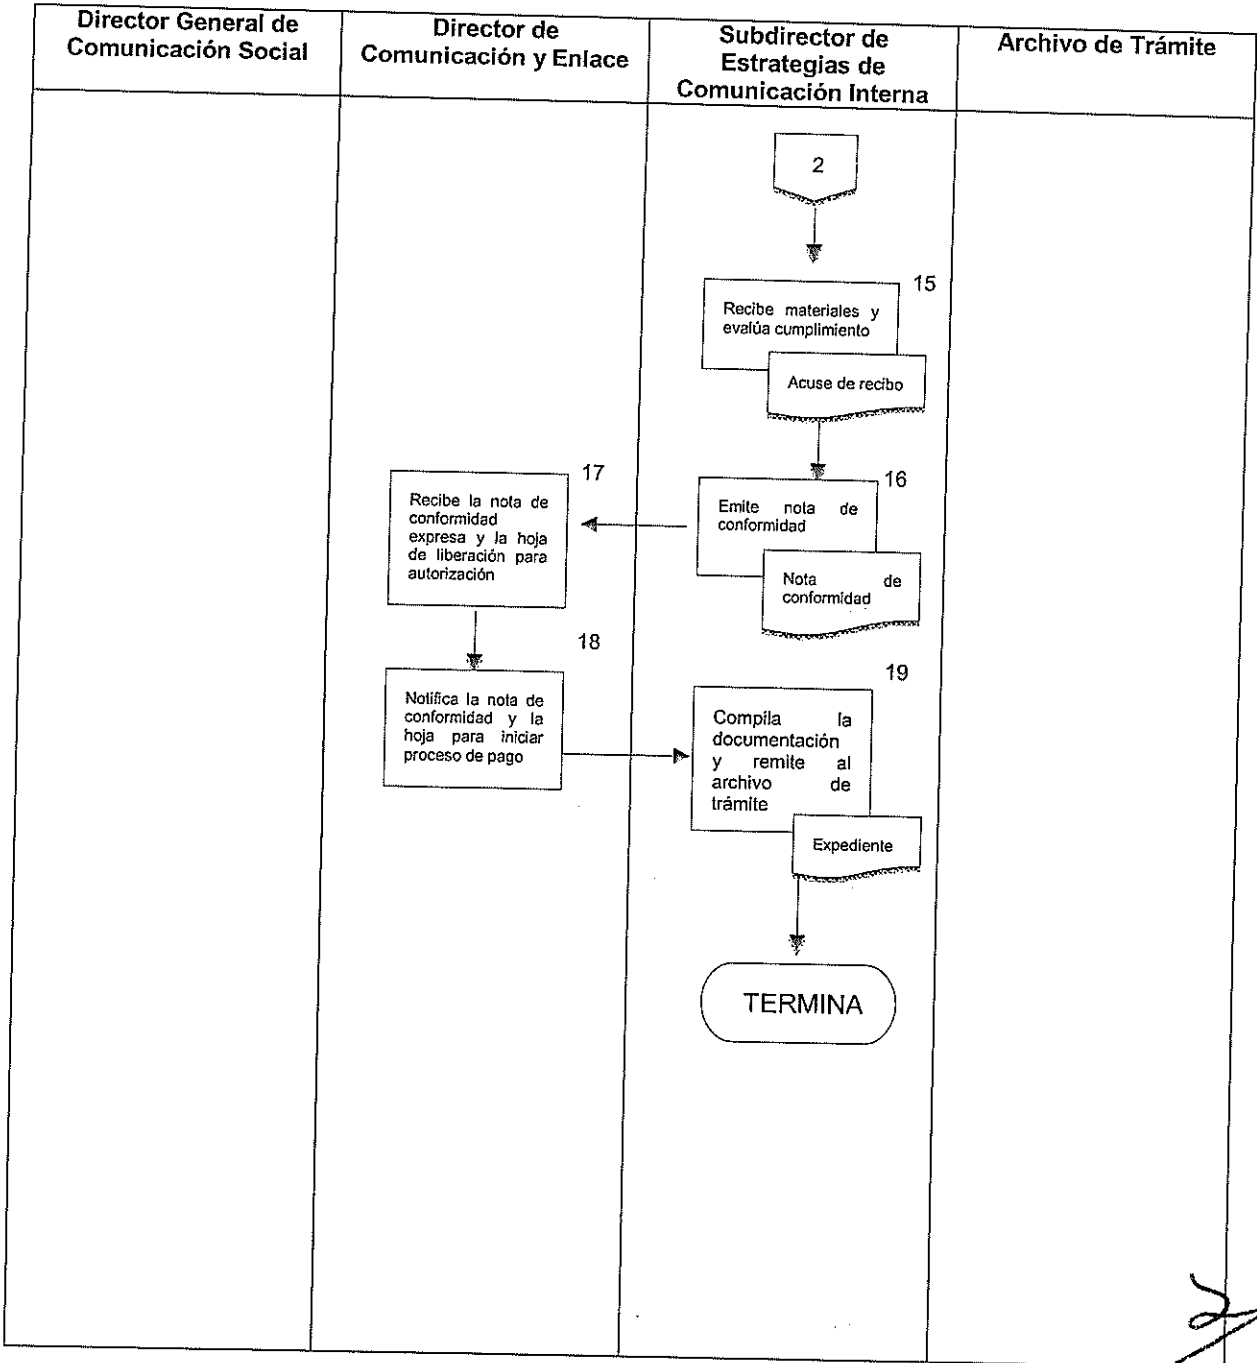 Director General de
Comunicación Social
Director de
Comunicación y Enlace
Subdirector de
Estrategias de
Comunicación Interna
Archivo de Trámite
2
15
Recibe materiales y
evalúa cumplimiento
Acuse de recibo
16
Emite nota de
conformidad
Nota de
conformidad
17
Recibe la nota de
conformidad
expresa y la hoja
de liberación para
autorización
18
Notifica la nota de
conformidad y la
hoja para iniciar
proceso de pago
19
Compila la
documentación
y remite al
archivo de
trámite
Expediente
TERMINA